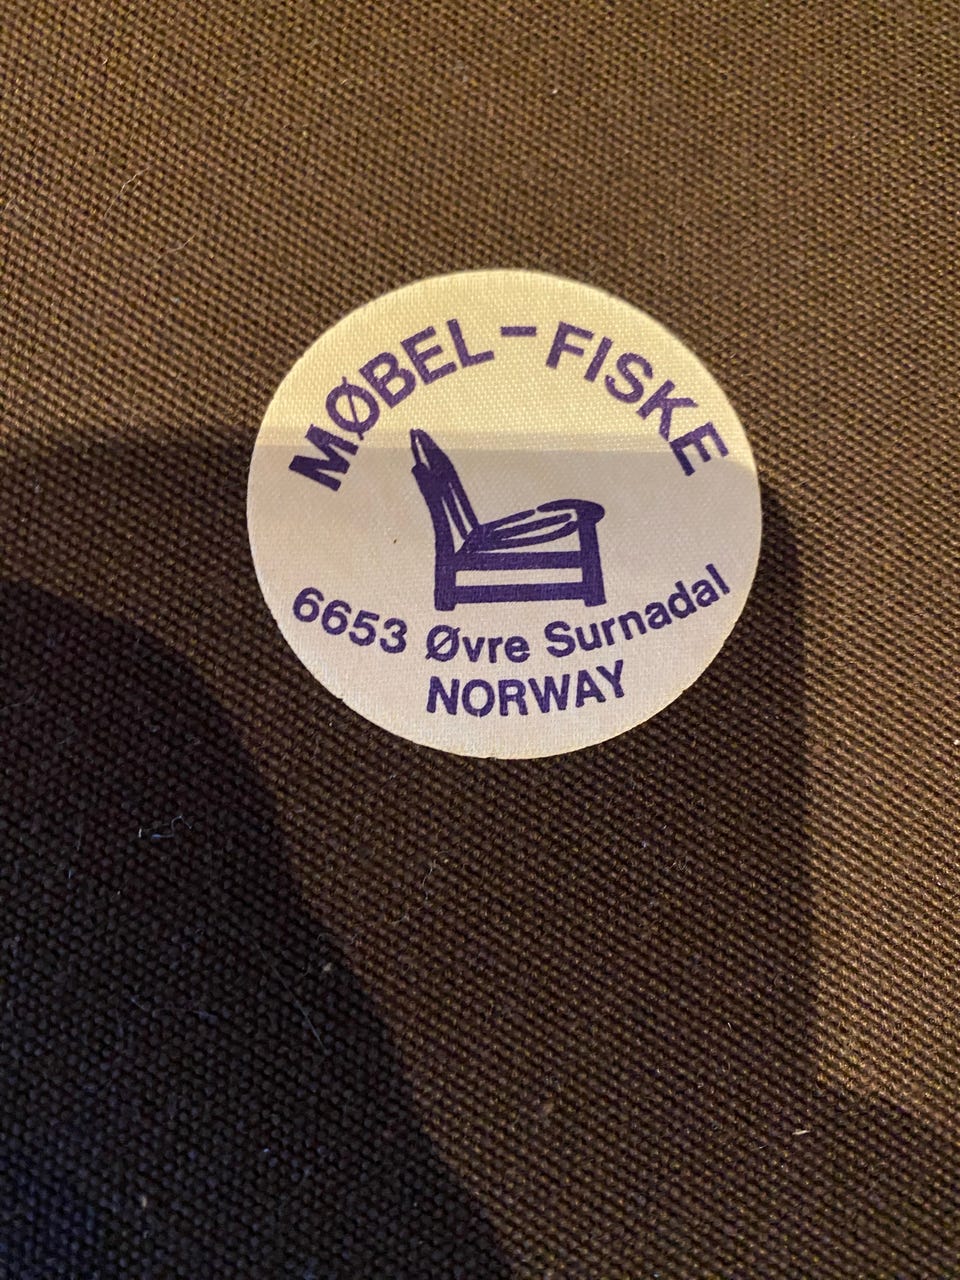 MØBEL-FISKE
6653 Øvre Surnadal
NORWAY